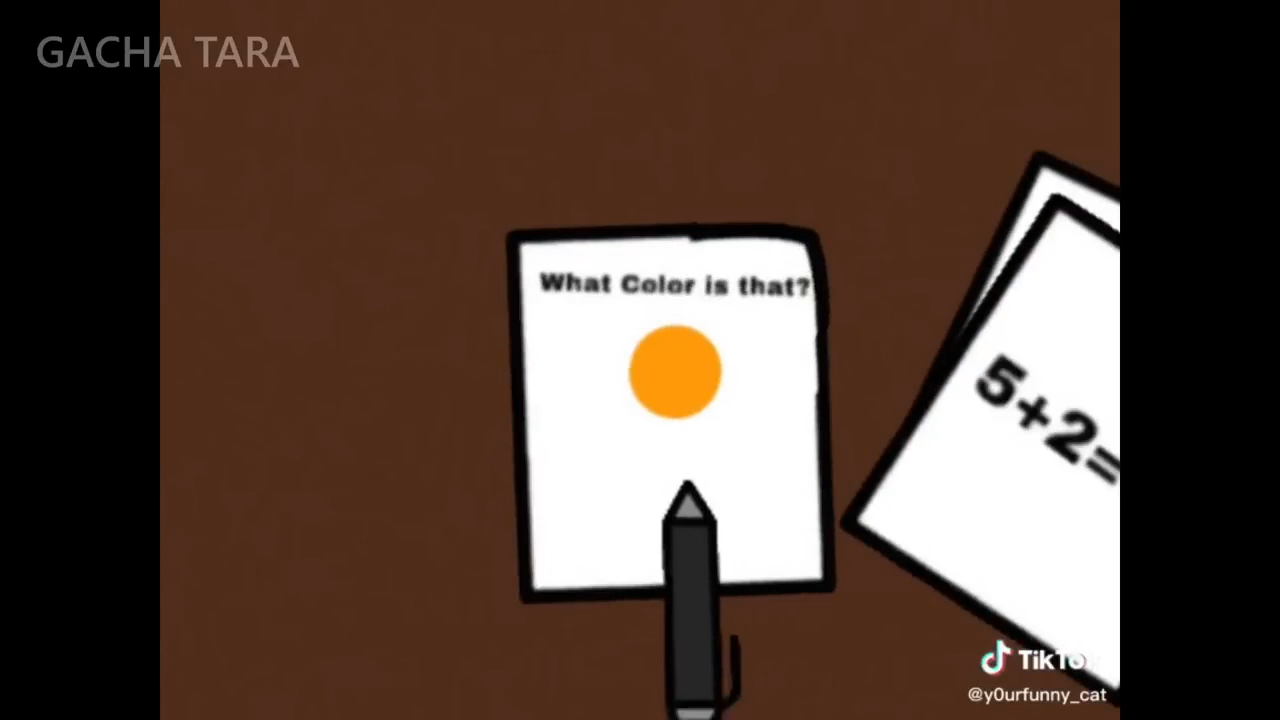 GACHA TARA
What Color is that?
5+2=
TikTok
@y0urfunny_cat